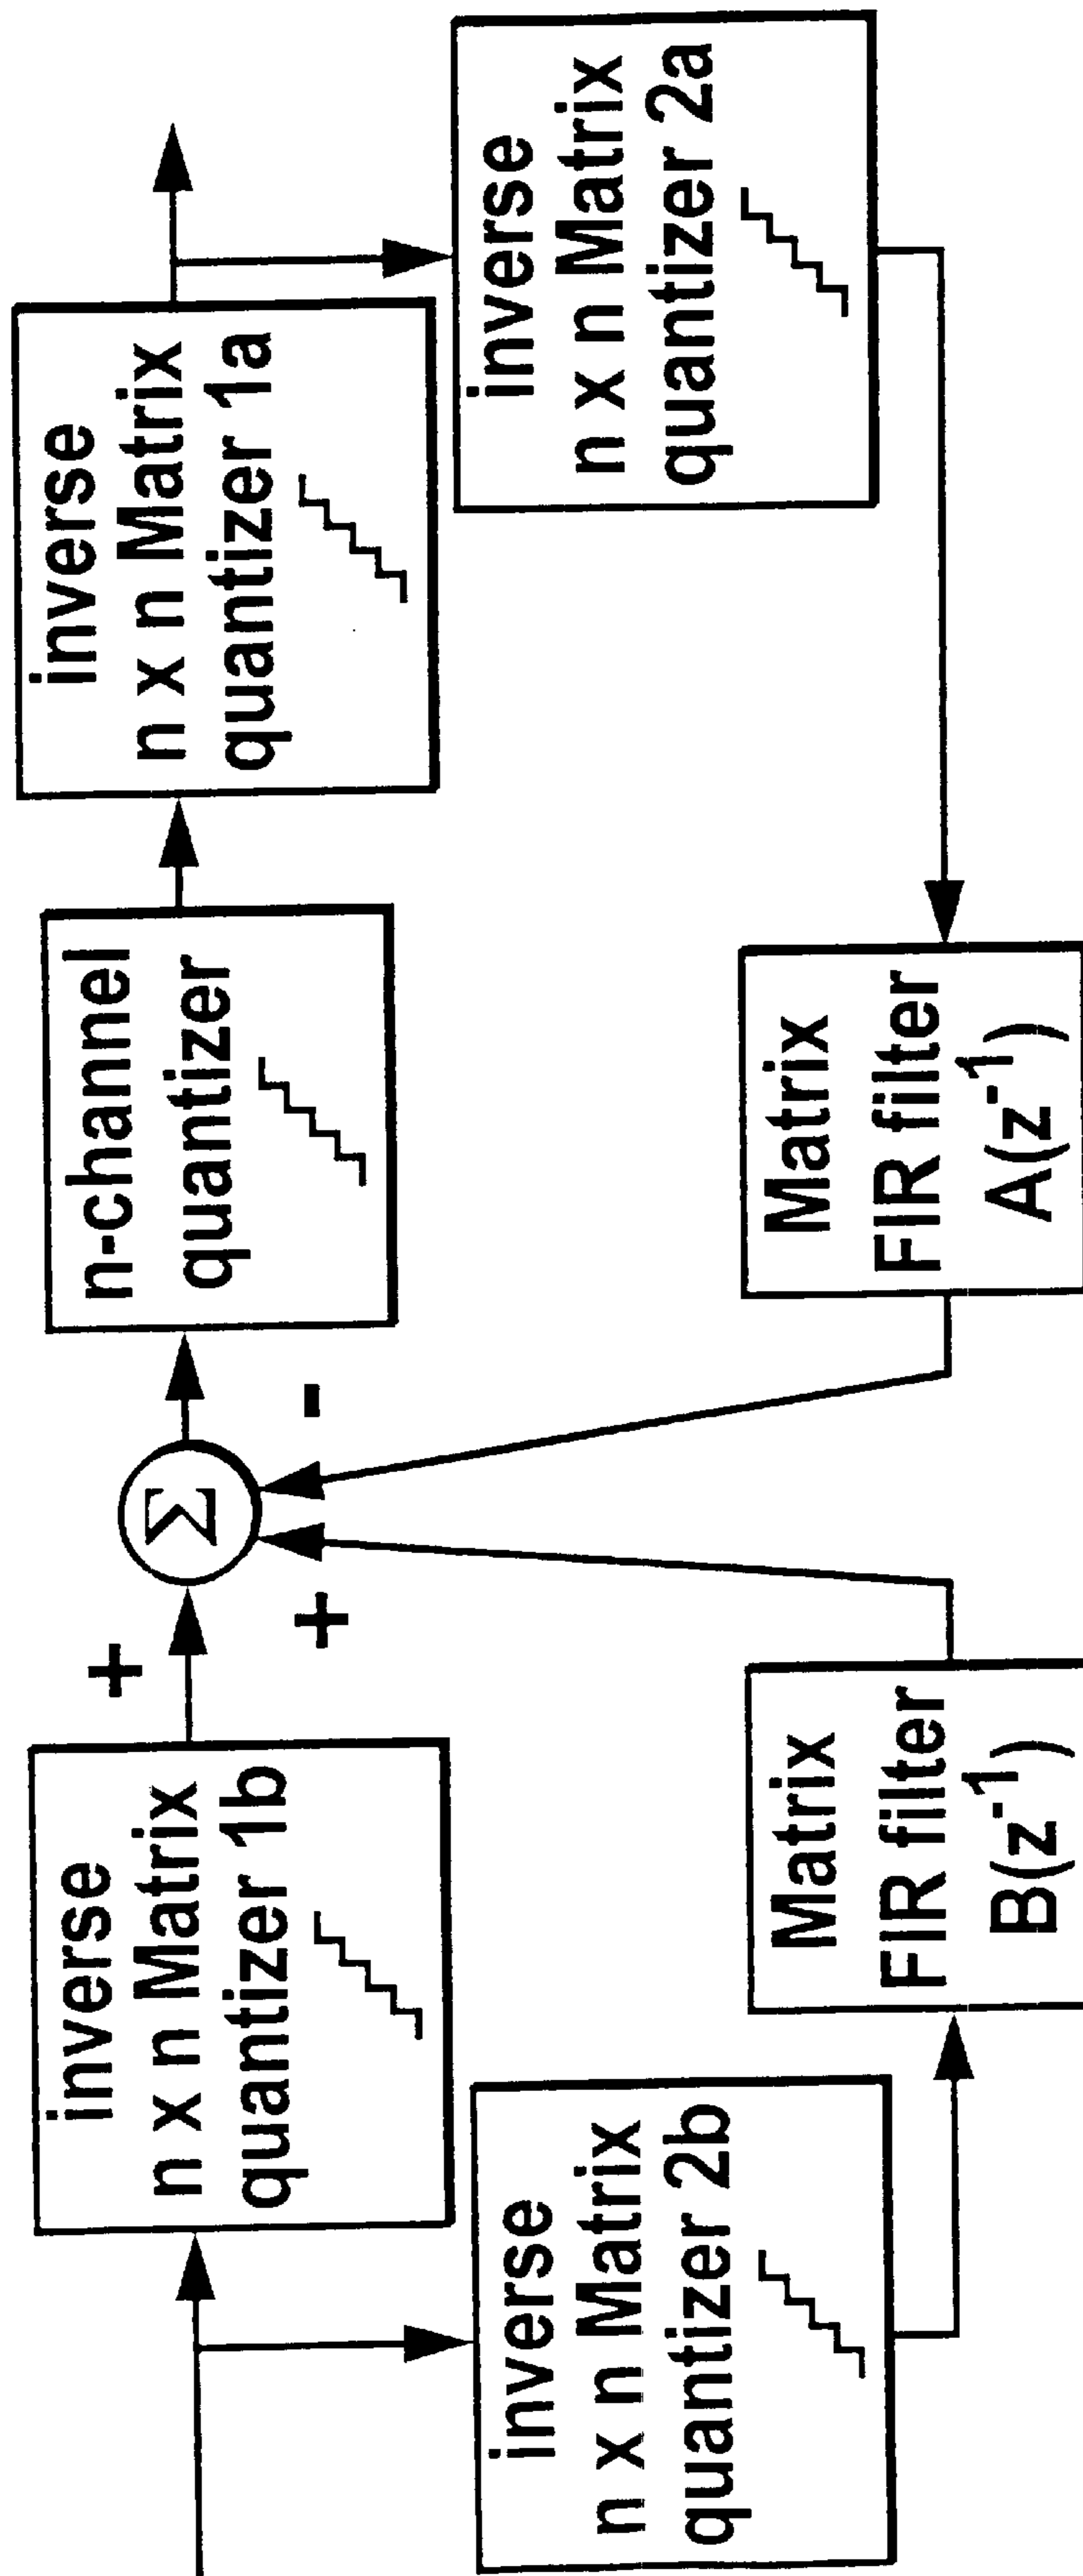 inverse
n x n Matrix
quantizer 1b
+
+
Σ
-
n-channel
quantizer
inverse
n x n Matrix
quantizer 1a
inverse
n x n Matrix
quantizer 2b
Matrix
FIR filter
B(z⁻¹)
Matrix
FIR filter
A(z⁻¹)
inverse
n x n Matrix
quantizer 2a